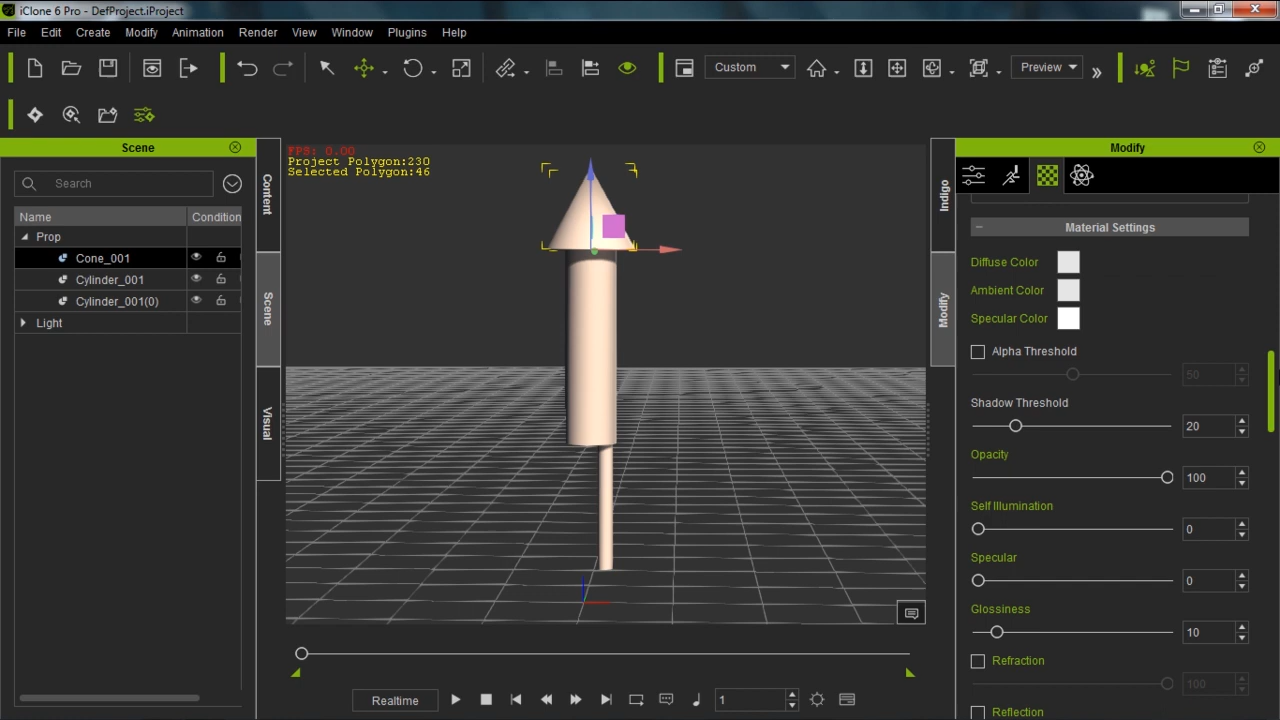 iClone 6 Pro - DefProject.iProject
File Edit Create Modify Animation Render View Window Plugins Help
Custom
Preview
Scene
Search
Name Condition
Prop
Cone_001
Cylinder_001
Cylinder_001(0)
Light
Content
Scene
Visual
FPS: 0.00
Project Polygon:230
Selected Polygon:46
Realtime
1
Indigo
Modify
Modify
Material Settings
Diffuse Color
Ambient Color
Specular Color
Alpha Threshold
50
Shadow Threshold
20
Opacity
100
Self Illumination
0
Specular
0
Glossiness
10
Refraction
100
Reflection